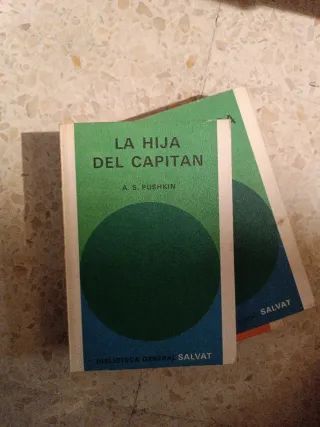 LA HIJA
DEL CAPITAN
A. S. PUSHKIN
BIBLIOTECA GENERAL SALVAT
SALVAT